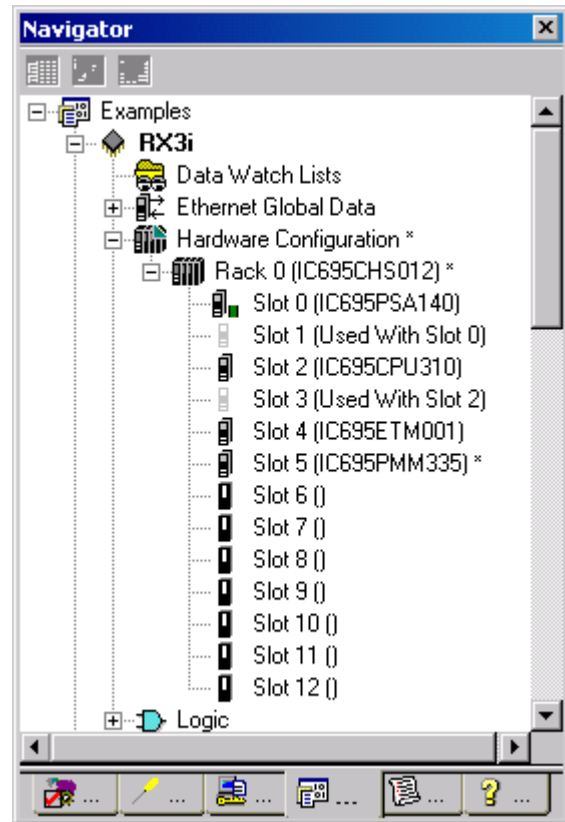 Navigator
Examples
RX3i
Data Watch Lists
Ethernet Global Data
Hardware Configuration *
Rack 0 (IC695CHS012) *
Slot 0 (IC695PSA140)
Slot 1 (Used With Slot 0)
Slot 2 (IC695CPU310)
Slot 3 (Used With Slot 2)
Slot 4 (IC695ETM001)
Slot 5 (IC695PMM335) *
Slot 6 ()
Slot 7 ()
Slot 8 ()
Slot 9 ()
Slot 10 ()
Slot 11 ()
Slot 12 ()
Logic
... ... ... ... ... ? ...